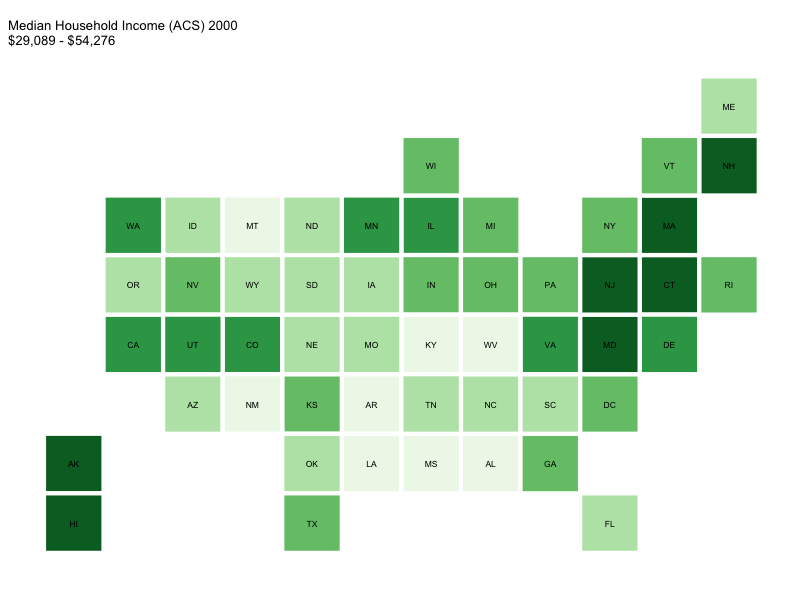 Median Household Income (ACS) 2000
$29,089 - $54,276
ME
WI VT NH
WA ID MT ND MN IL MI NY MA
OR NV WY SD IA IN OH PA NJ CT RI
CA UT CO NE MO KY WV VA MD DE
AZ NM KS AR TN NC SC DC
AK OK LA MS AL GA
HI TX FL